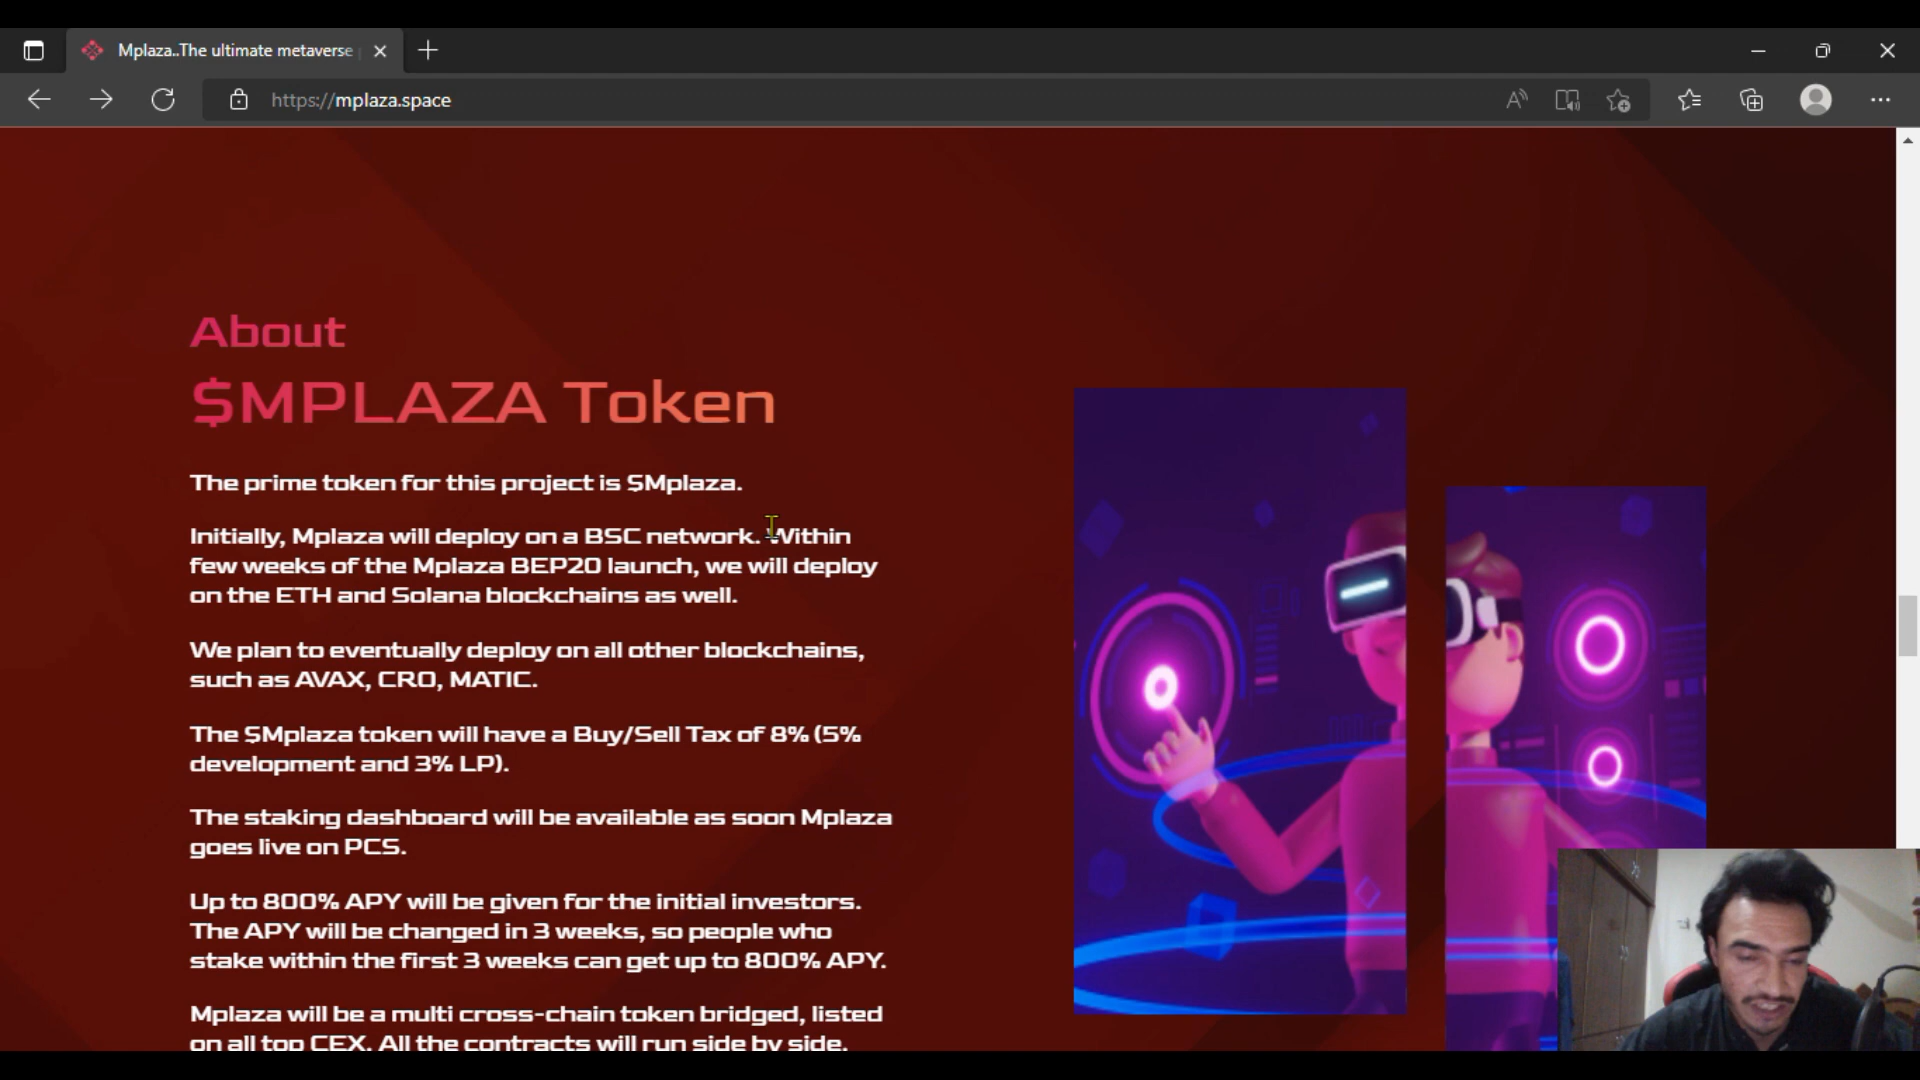 Mplaza..The ultimate metaverse
https://mplaza.space
About
$MPLAZA Token
The prime token for this project is $Mplaza.
Initially, Mplaza will deploy on a BSC network. Within
few weeks of the Mplaza BEP20 launch, we will deploy
on the ETH and Solana blockchains as well.
We plan to eventually deploy on all other blockchains,
such as AVAX, CRO, MATIC.
The $Mplaza token will have a Buy/Sell Tax of 8% (5%
development and 3% LP).
The staking dashboard will be available as soon Mplaza
goes live on PCS.
Up to 800% APY will be given for the initial investors.
The APY will be changed in 3 weeks, so people who
stake within the first 3 weeks can get up to 800% APY.
Mplaza will be a multi cross-chain token bridged, listed
on all top CEX. All the contracts will run side by side.